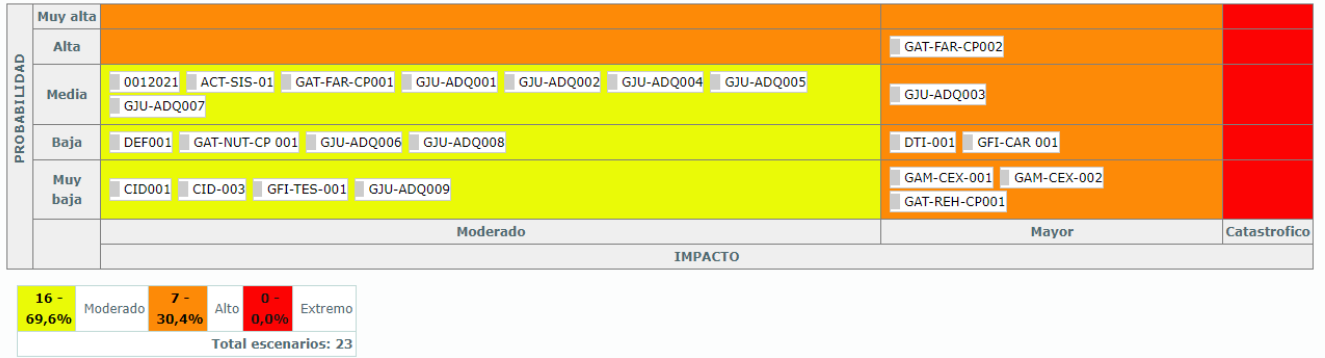 PROBABILIDAD
Muy alta
Alta
GAT-FAR-CP002
Media
0012021 ACT-SIS-01 GAT-FAR-CP001 GJU-ADQ001 GJU-ADQ002 GJU-ADQ004 GJU-ADQ005
GJU-ADQ007
GJU-ADQ003
Baja
DEF001 GAT-NUT-CP 001 GJU-ADQ006 GJU-ADQ008
DTI-001 GFI-CAR 001
Muy
baja
CID001 CID-003 GFI-TES-001 GJU-ADQ009
GAM-CEX-001 GAM-CEX-002
GAT-REH-CP001
Moderado Mayor Catastrofico
IMPACTO
16 -
69,6%
Moderado
7 -
30,4%
Alto
0 -
0,0%
Extremo
Total escenarios: 23